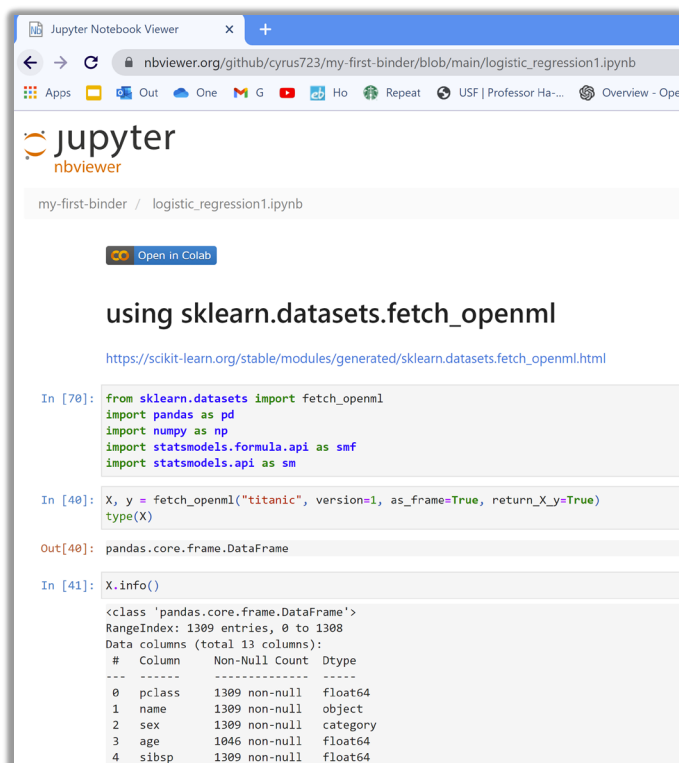 Jupyter Notebook Viewer
nbviewer.org/github/cyrus723/my-first-binder/blob/main/logistic_regression1.ipynb
Apps Out One G Ho Repeat USF | Professor Ha-... Overview - Ope
jupyter
nbviewer
my-first-binder / logistic_regression1.ipynb
Open in Colab
using sklearn.datasets.fetch_openml
https://scikit-learn.org/stable/modules/generated/sklearn.datasets.fetch_openml.html
In [70]: from sklearn.datasets import fetch_openml
import pandas as pd
import numpy as np
import statsmodels.formula.api as smf
import statsmodels.api as sm
In [40]: X, y = fetch_openml("titanic", version=1, as_frame=True, return_X_y=True)
type(X)
Out[40]: pandas.core.frame.DataFrame
In [41]: X.info()
<class 'pandas.core.frame.DataFrame'>
RangeIndex: 1309 entries, 0 to 1308
Data columns (total 13 columns):
# Column Non-Null Count Dtype
--- ------ -------------- -----
0 pclass 1309 non-null float64
1 name 1309 non-null object
2 sex 1309 non-null category
3 age 1046 non-null float64
4 sibsp 1309 non-null float64